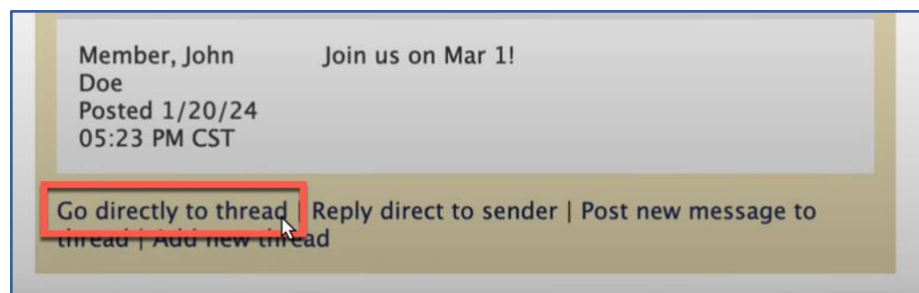 Member, John Join us on Mar 1!
Doe
Posted 1/20/24
05:23 PM CST
Go directly to thread | Reply direct to sender | Post new message to
thread | Add new thread